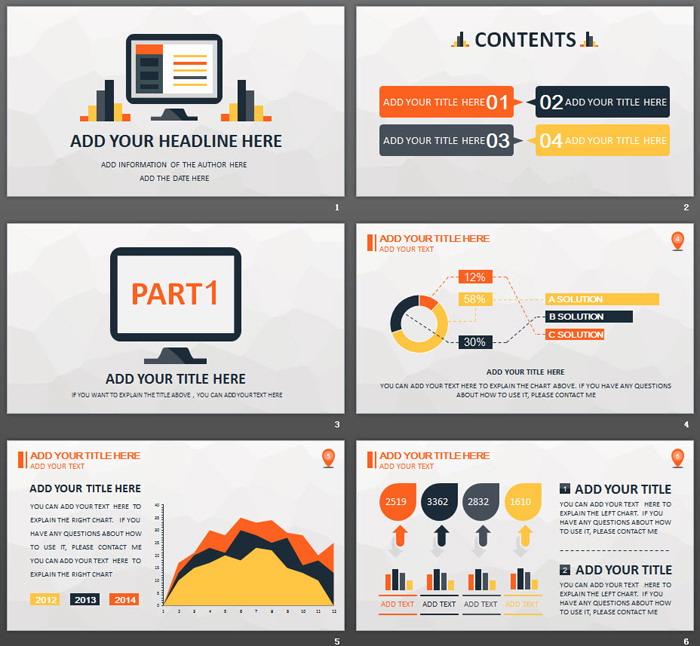 ADD YOUR HEADLINE HERE
ADD INFORMATION OF THE AUTHOR HERE
ADD THE DATE HERE
1
CONTENTS
ADD YOUR TITLE HERE 01
02 ADD YOUR TITLE HERE
ADD YOUR TITLE HERE 03
04 ADD YOUR TITLE HERE
2
PART1
ADD YOUR TITLE HERE
IF YOU WANT TO EXPLAIN THE TITLE ABOVE , YOU CAN ADD YOUR TEXT HERE
3
ADD YOUR TITLE HERE
ADD YOUR TEXT
4
12%
58%
30%
A SOLUTION
B SOLUTION
C SOLUTION
ADD YOUR TITLE HERE
YOU CAN ADD YOUR TEXT HERE TO EXPLAIN THE CHART ABOVE. IF YOU HAVE ANY QUESTIONS
ABOUT HOW TO USE IT, PLEASE CONTACT ME
4
ADD YOUR TITLE HERE
ADD YOUR TEXT
5
ADD YOUR TITLE HERE
YOU CAN ADD YOUR TEXT HERE TO
EXPLAIN THE RIGHT CHART. IF YOU
HAVE ANY QUESTIONS ABOUT HOW
TO USE IT, PLEASE CONTACT ME
YOU CAN ADD YOUR TEXT HERE TO
EXPLAIN THE RIGHT CHART
2012 2013 2014
40
35
30
25
20
15
10
5
0
1 2 3 4 5 6 7 8 9 10 11 12
5
ADD YOUR TITLE HERE
ADD YOUR TEXT
6
2519 3362 2832 1610
ADD TEXT ADD TEXT ADD TEXT ADD TEXT
1 ADD YOUR TITLE
YOU CAN ADD YOUR TEXT HERE TO
EXPLAIN THE LEFT CHART. IF YOU
HAVE ANY QUESTIONS ABOUT HOW
TO USE IT, PLEASE CONTACT ME
2 ADD YOUR TITLE
YOU CAN ADD YOUR TEXT HERE TO
EXPLAIN THE LEFT CHART. IF YOU
HAVE ANY QUESTIONS ABOUT HOW
TO USE IT, PLEASE CONTACT ME
6